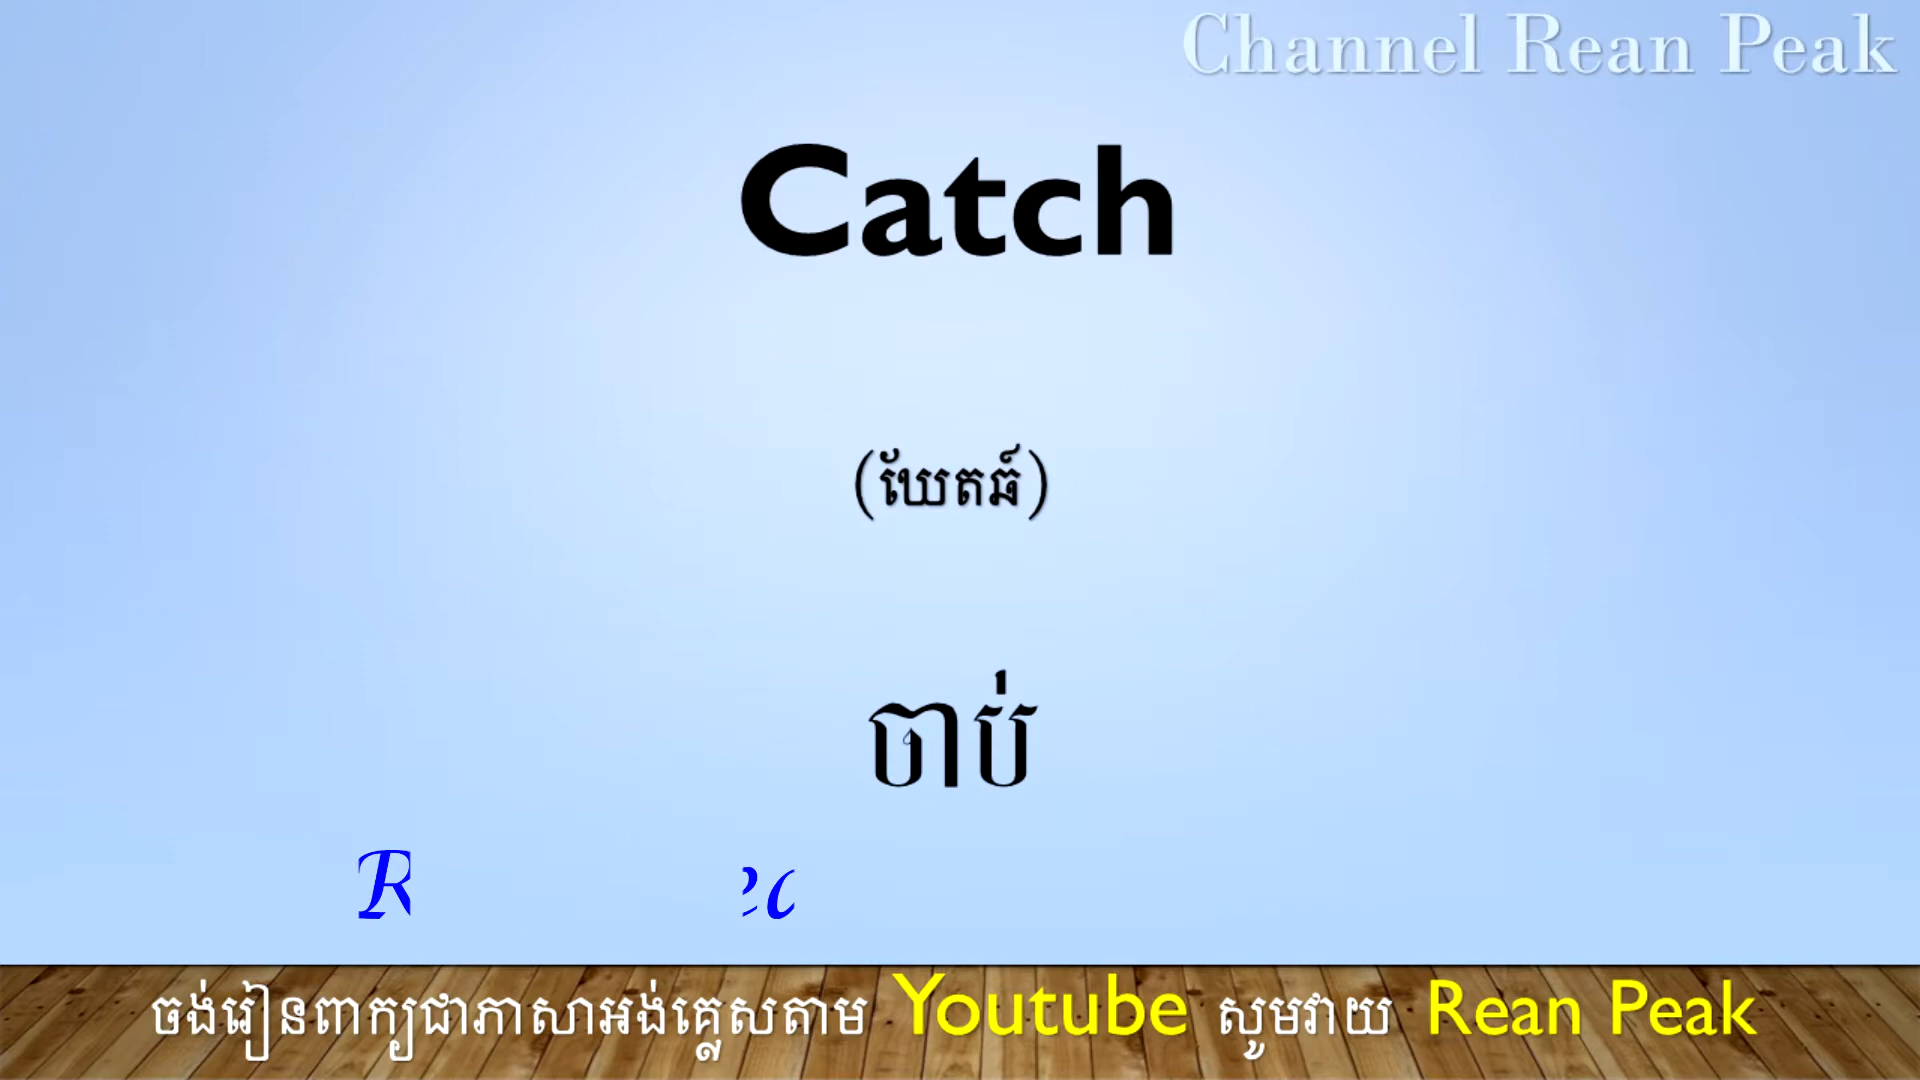 Channel Rean Peak
Catch
(ឃែតឆ៍)
ចាប់
ចង់រៀនពាក្យជាភាសាអង់គ្លេសតាម Youtube សូមវាយ Rean Peak